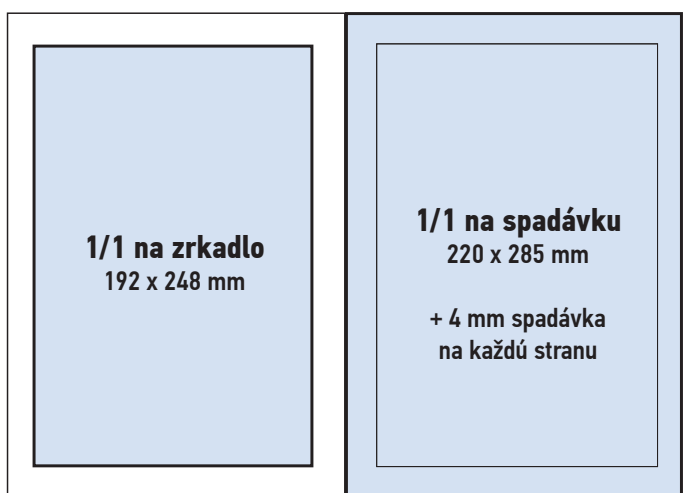 1/1 na zrkadlo
192 x 248 mm
1/1 na spadávku
220 x 285 mm
+ 4 mm spadávka
na každú stranu